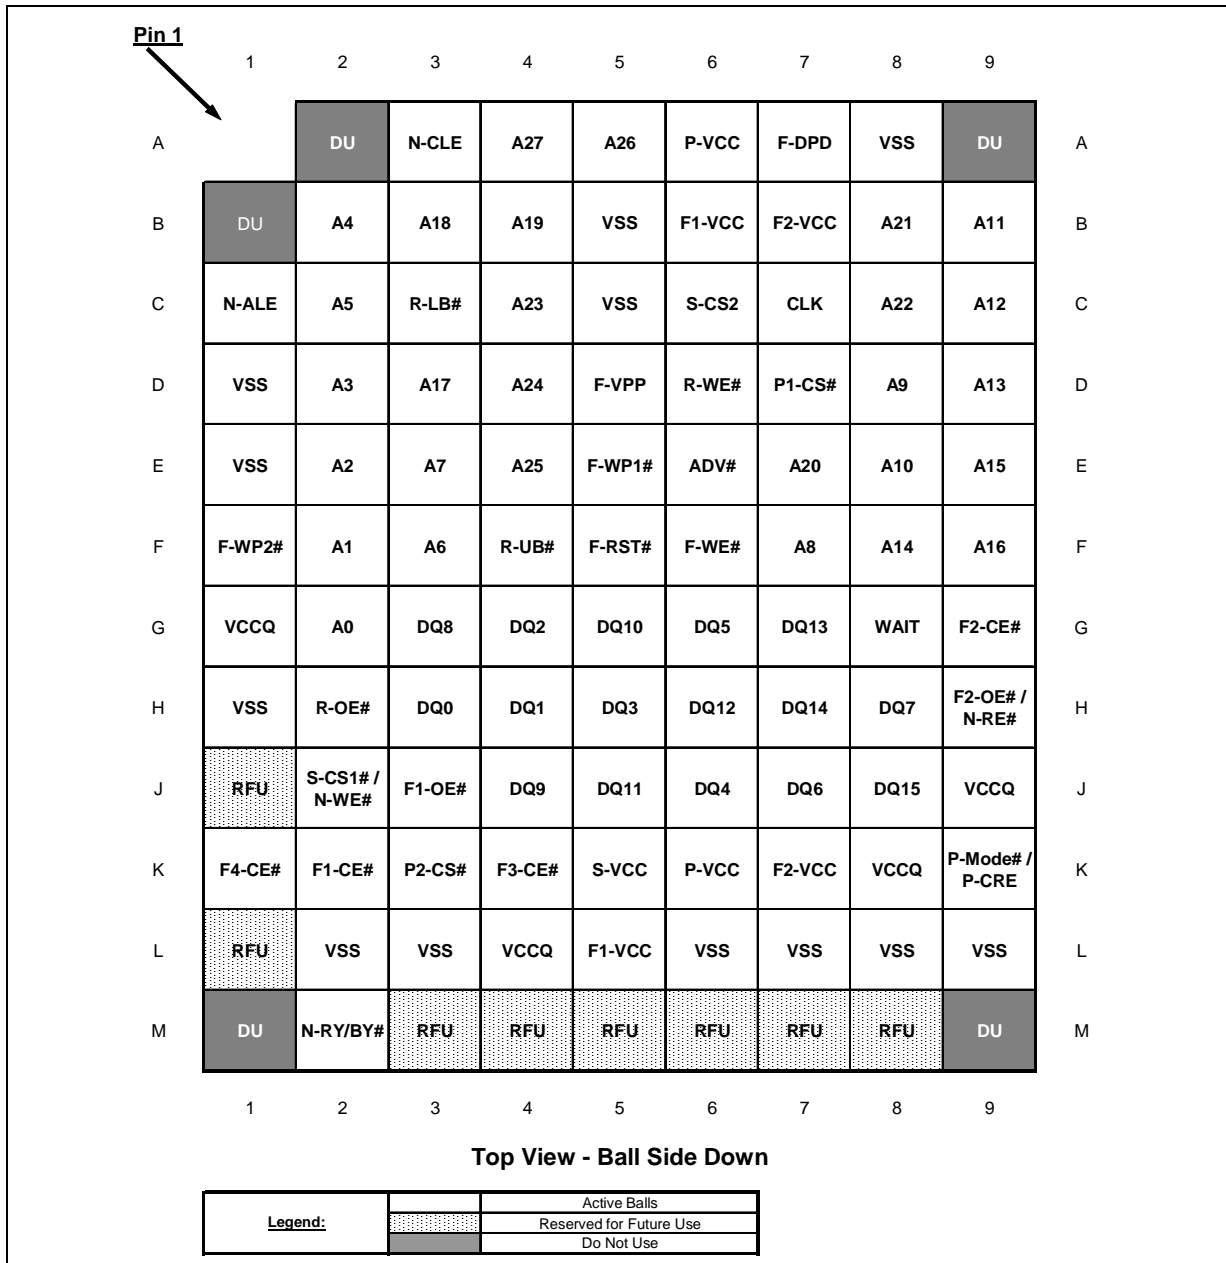 Pin 1
1 2 3 4 5 6 7 8 9
A DU N-CLE A27 A26 P-VCC F-DPD VSS DU A
B DU A4 A18 A19 VSS F1-VCC F2-VCC A21 A11 B
C N-ALE A5 R-LB# A23 VSS S-CS2 CLK A22 A12 C
D VSS A3 A17 A24 F-VPP R-WE# P1-CS# A9 A13 D
E VSS A2 A7 A25 F-WP1# ADV# A20 A10 A15 E
F F-WP2# A1 A6 R-UB# F-RST# F-WE# A8 A14 A16 F
G VCCQ A0 DQ8 DQ2 DQ10 DQ5 DQ13 WAIT F2-CE# G
H VSS R-OE# DQ0 DQ1 DQ3 DQ12 DQ14 DQ7 F2-OE# / N-RE# H
J RFU S-CS1# / N-WE# F1-OE# DQ9 DQ11 DQ4 DQ6 DQ15 VCCQ J
K F4-CE# F1-CE# P2-CS# F3-CE# S-VCC P-VCC F2-VCC VCCQ P-Mode# / P-CRE K
L RFU VSS VSS VCCQ F1-VCC VSS VSS VSS VSS L
M DU N-RY/BY# RFU RFU RFU RFU RFU RFU DU M
1 2 3 4 5 6 7 8 9
Top View - Ball Side Down
Legend:
Active Balls
Reserved for Future Use
Do Not Use